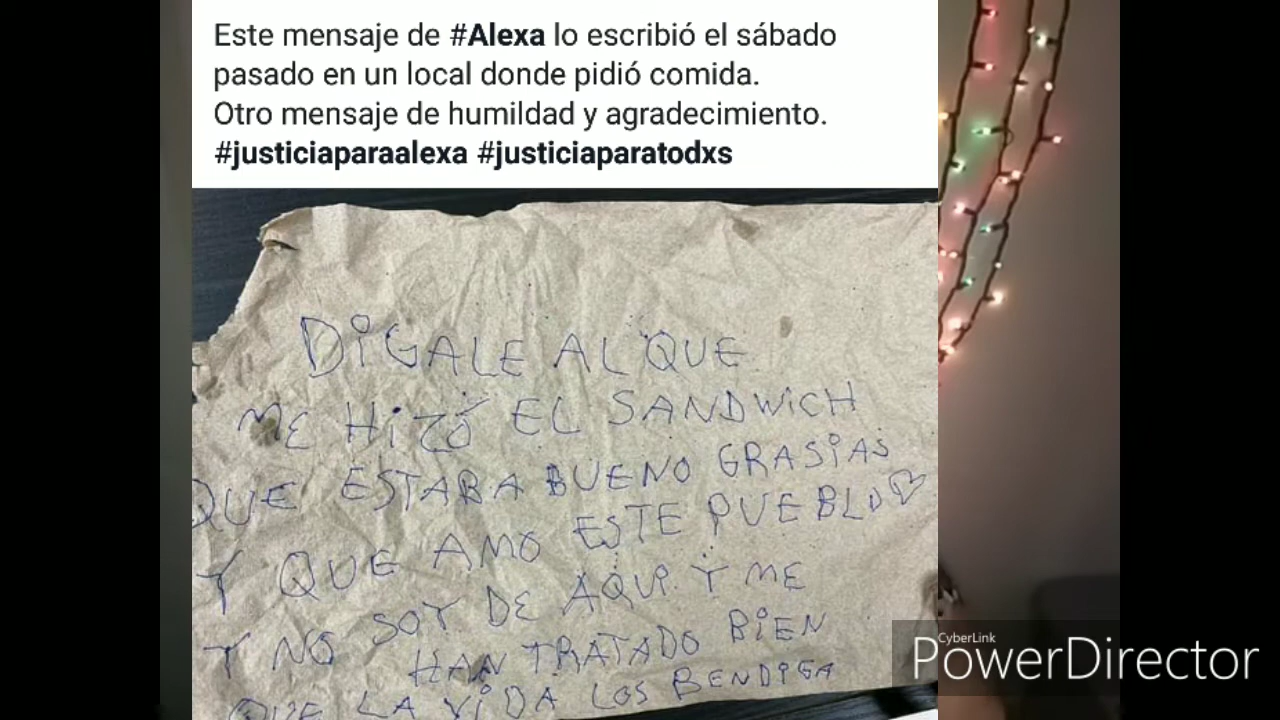 Este mensaje de #Alexa lo escribió el sábado
pasado en un local donde pidió comida.
Otro mensaje de humildad y agradecimiento.
#justiciaparaalexa #justiciaparatodxs
DiGALE AL QUE
ME HiZÓ EL SANDWiCH
QUE ESTABA BUENO GRASiAS
Y QUE AMO ESTE PUEBLO♡
Y NO SOY DE AQUi. Y ME
HAN TRATADO BiEN
QUE LA ViDA LOS BENDiGA
CyberLink
PowerDirector